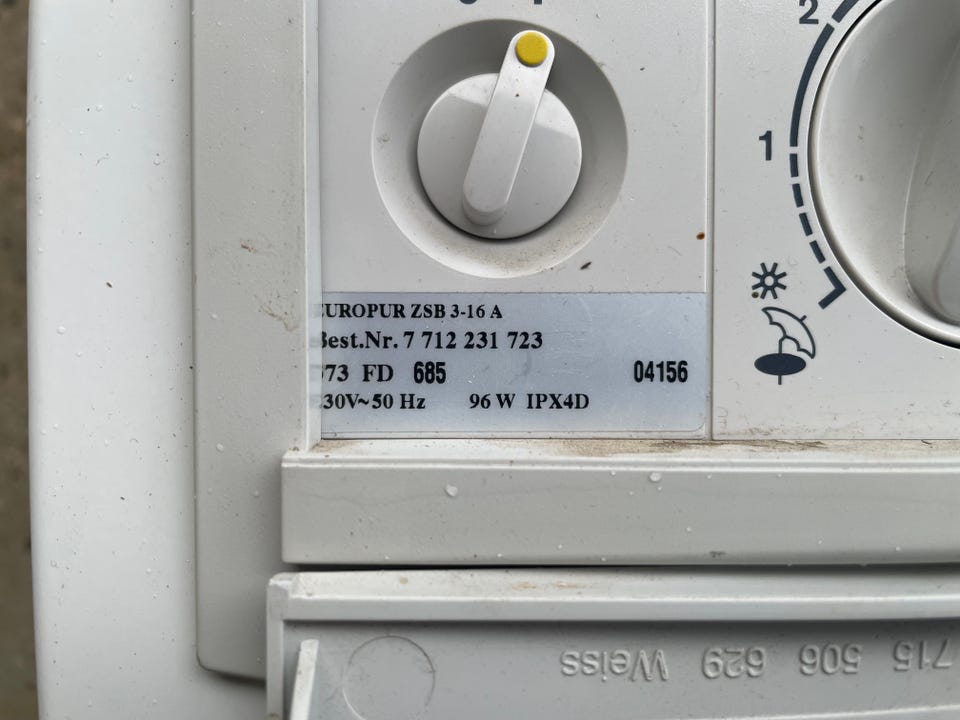 2
1
EUROPUR ZSB 3-16 A
Best.Nr. 7 712 231 723
73 FD 685 04156
230V~50 Hz 96 W IPX4D
715 506 629 Weiss